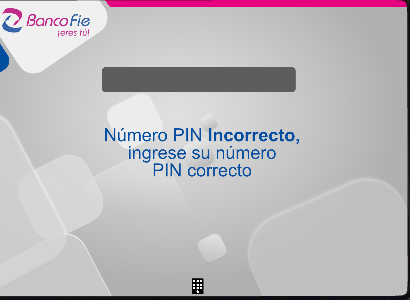 BancoFie
¡eres tú!
Número PIN Incorrecto,
ingrese su número
PIN correcto